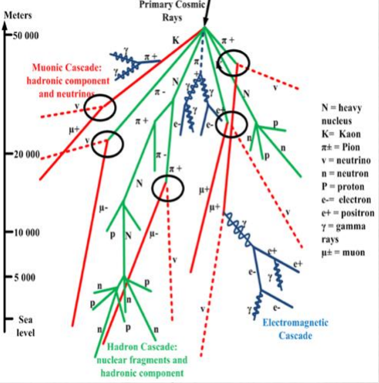 Meters
Primary Cosmic
Rays
50 000
K
π+
γ
γ
π+
π
Muonic Cascade:
hadronic component
and neutrinos
N
π -
γ
γ
N
ν
ν
μ+
π+
e-
e-
p
n
n
p
N = heavy
nucleus
K= Kaon
π±= Pion
ν = neutrino
n = neutron
P = proton
e-= electron
e+ = positron
γ = gamma
rays
μ± = muon
20 000
ν
π -
π+
N
μ+
μ+
μ-
ν
10 000
p
N
μ-
e-
e+
e+
γ
5 000
n
p
p
n
n
ν
e-
γ
Sea
level
n
p
n
ν
Electromagnetic
Cascade
Hadron Cascade:
nuclear fragments and
hadronic component